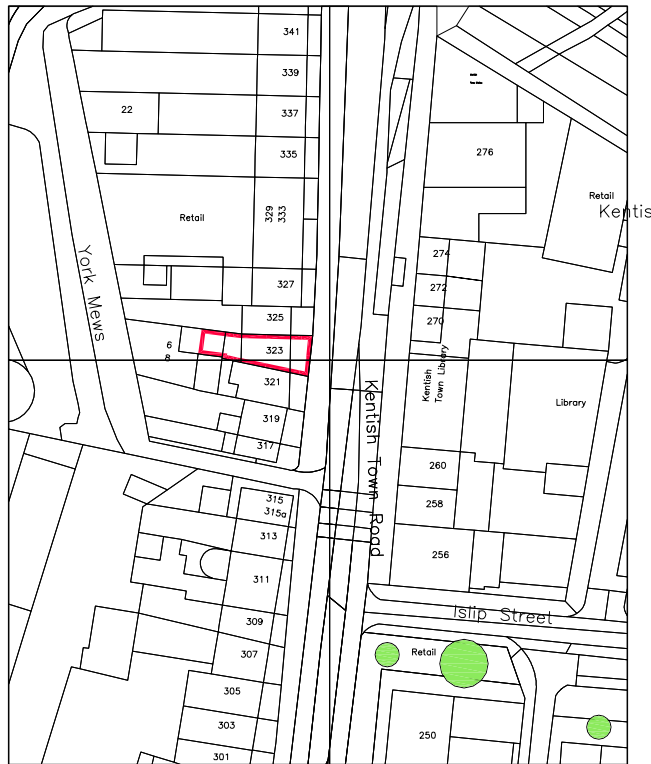 341
339
337
22
335
276
Retail
Kentis
329
333
Retail
274
York Mews
327
272
325
270
6
8
323
321
Kentish
Town Library
Library
319
317
Kentish Town Road
260
315
315a
258
313
256
311
Islip Street
309
307
Retail
305
303
250
301